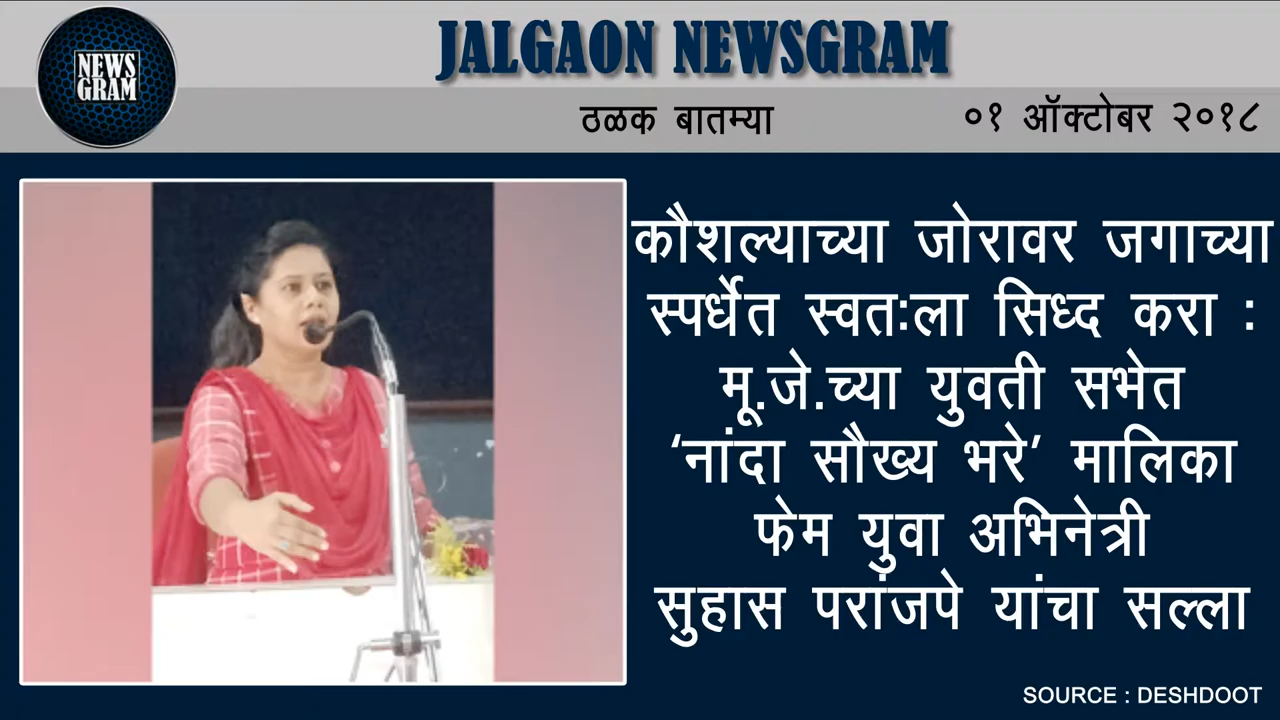 NEWS
GRAM
JALGAON NEWSGRAM
ठळक बातम्या
०१ ऑक्टोबर २०१८
कौशल्याच्या जोरावर जगाच्या
स्पर्धेत स्वतःला सिध्द करा :
मू.जे.च्या युवती सभेत
‘नांदा सौख्य भरे’ मालिका
फेम युवा अभिनेत्री
सुहास परांजपे यांचा सल्ला
SOURCE : DESHDOOT